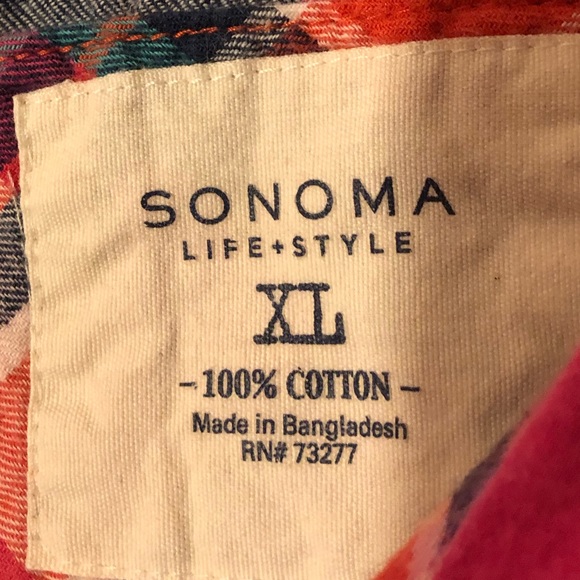 SONOMA
LIFE+STYLE
XL
- 100% COTTON -
Made in Bangladesh
RN# 73277